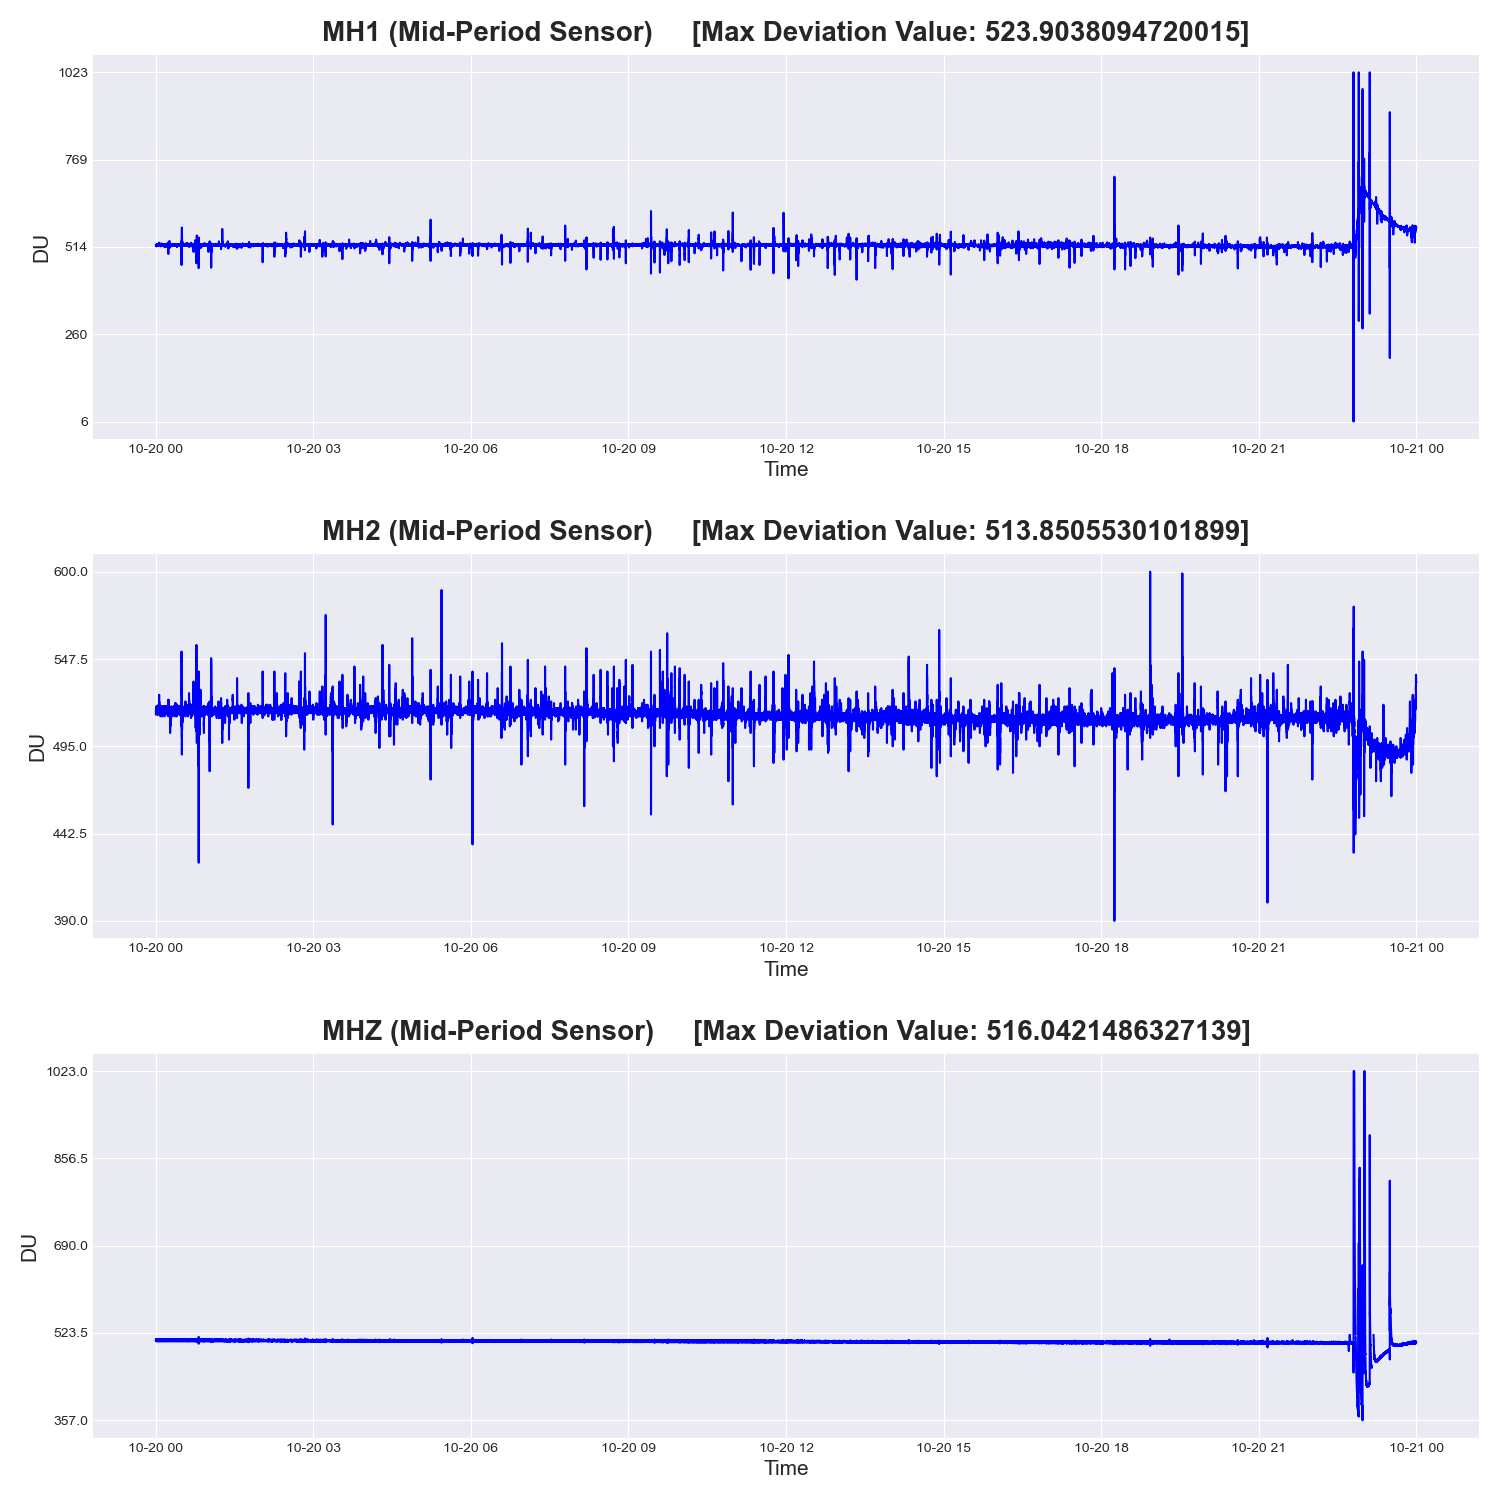 MH1 (Mid-Period Sensor) [Max Deviation Value: 523.9038094720015]
1023
769
514
260
6
DU
10-20 00 10-20 03 10-20 06 10-20 09 10-20 12 10-20 15 10-20 18 10-20 21 10-21 00
Time
MH2 (Mid-Period Sensor) [Max Deviation Value: 513.8505530101899]
600.0
547.5
495.0
442.5
390.0
DU
10-20 00 10-20 03 10-20 06 10-20 09 10-20 12 10-20 15 10-20 18 10-20 21 10-21 00
Time
MHZ (Mid-Period Sensor) [Max Deviation Value: 516.0421486327139]
1023.0
856.5
690.0
523.5
357.0
DU
10-20 00 10-20 03 10-20 06 10-20 09 10-20 12 10-20 15 10-20 18 10-20 21 10-21 00
Time